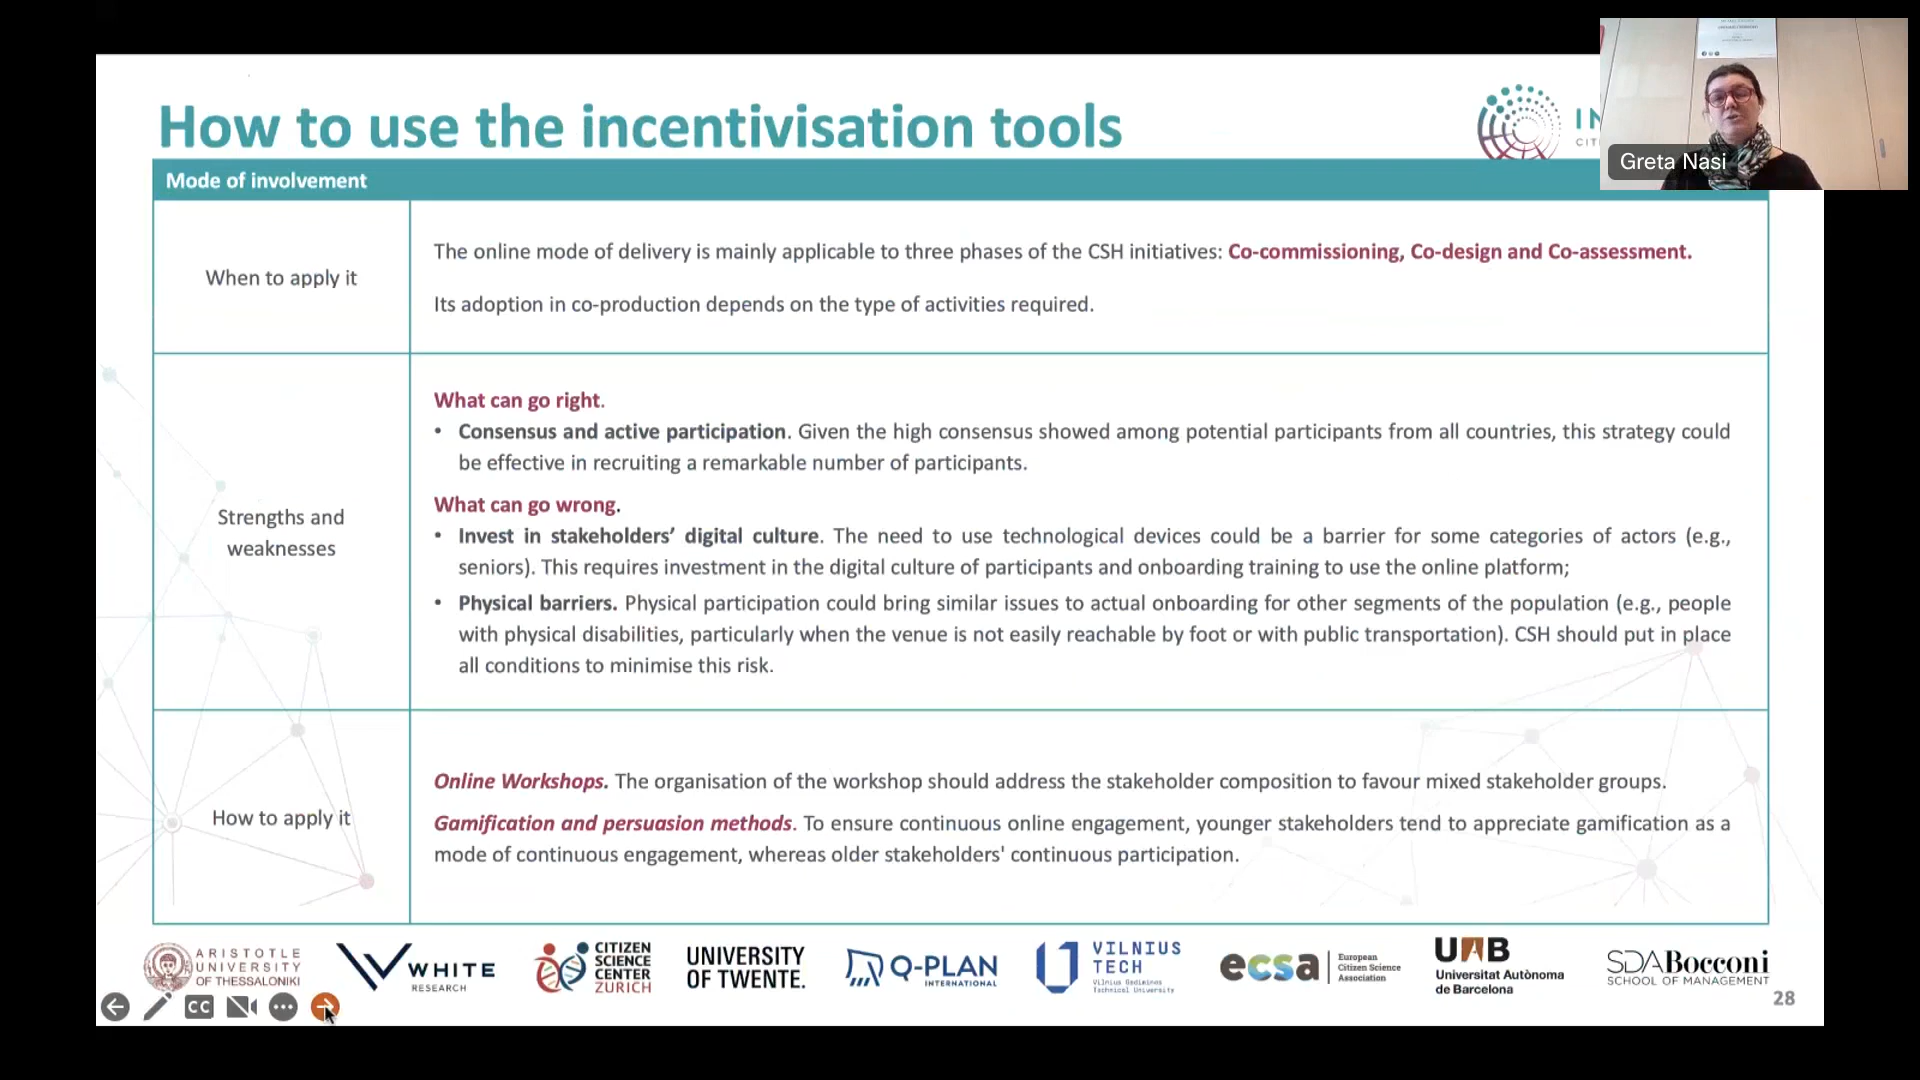 How to use the incentivisation tools
IN
CIT
Greta Nasi
Mode of involvement
When to apply it
The online mode of delivery is mainly applicable to three phases of the CSH initiatives: Co-commissioning, Co-design and Co-assessment.
Its adoption in co-production depends on the type of activities required.
Strengths and
weaknesses
What can go right.
• Consensus and active participation. Given the high consensus showed among potential participants from all countries, this strategy could
be effective in recruiting a remarkable number of participants.
What can go wrong.
• Invest in stakeholders’ digital culture. The need to use technological devices could be a barrier for some categories of actors (e.g.,
seniors). This requires investment in the digital culture of participants and onboarding training to use the online platform;
• Physical barriers. Physical participation could bring similar issues to actual onboarding for other segments of the population (e.g., people
with physical disabilities, particularly when the venue is not easily reachable by foot or with public transportation). CSH should put in place
all conditions to minimise this risk.
How to apply it
Online Workshops. The organisation of the workshop should address the stakeholder composition to favour mixed stakeholder groups.
Gamification and persuasion methods. To ensure continuous online engagement, younger stakeholders tend to appreciate gamification as a
mode of continuous engagement, whereas older stakeholders' continuous participation.
ARISTOTLE
UNIVERSITY
OF THESSALONIKI
WHITE
RESEARCH
CITIZEN
SCIENCE
CENTER
ZURICH
UNIVERSITY
OF TWENTE.
Q-PLAN
INTERNATIONAL
VILNIUS
TECH
Vilnius Gediminas
Technical University
ecsa
European
Citizen Science
Association
UAB
Universitat Autònoma
de Barcelona
SDA Bocconi
SCHOOL OF MANAGEMENT
28
CC